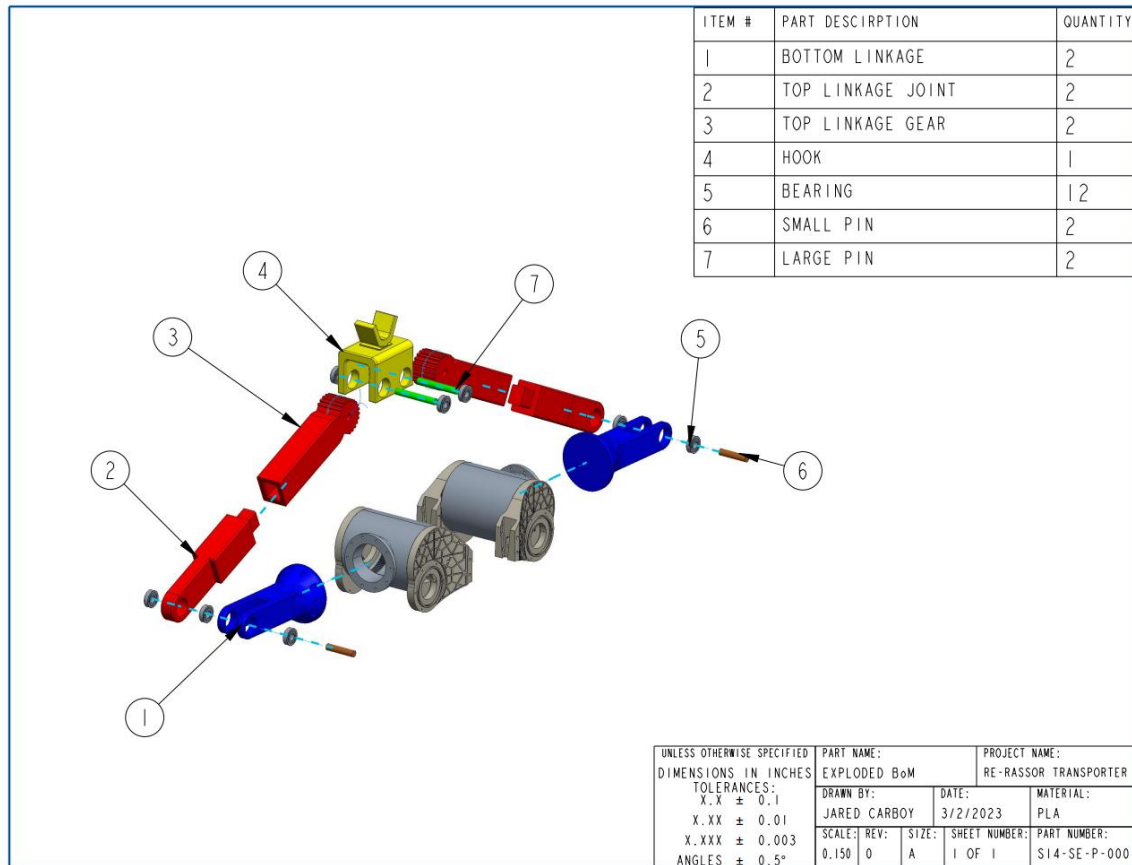 ITEM # PART DESCIRPTION QUANTITY
1 BOTTOM LINKAGE 2
2 TOP LINKAGE JOINT 2
3 TOP LINKAGE GEAR 2
4 HOOK 1
5 BEARING 12
6 SMALL PIN 2
7 LARGE PIN 2
4
7
3
5
2
6
1
UNLESS OTHERWISE SPECIFIED
DIMENSIONS IN INCHES
TOLERANCES:
X.X ± 0.1
X.XX ± 0.01
X.XXX ± 0.003
ANGLES ± 0.5°
PART NAME:
EXPLODED BoM
PROJECT NAME:
RE-RASSOR TRANSPORTER
DRAWN BY:
JARED CARBOY
DATE:
3/2/2023
MATERIAL:
PLA
SCALE:
0.150
REV:
0
SIZE:
A
SHEET NUMBER:
1 OF 1
PART NUMBER:
S14-SE-P-000